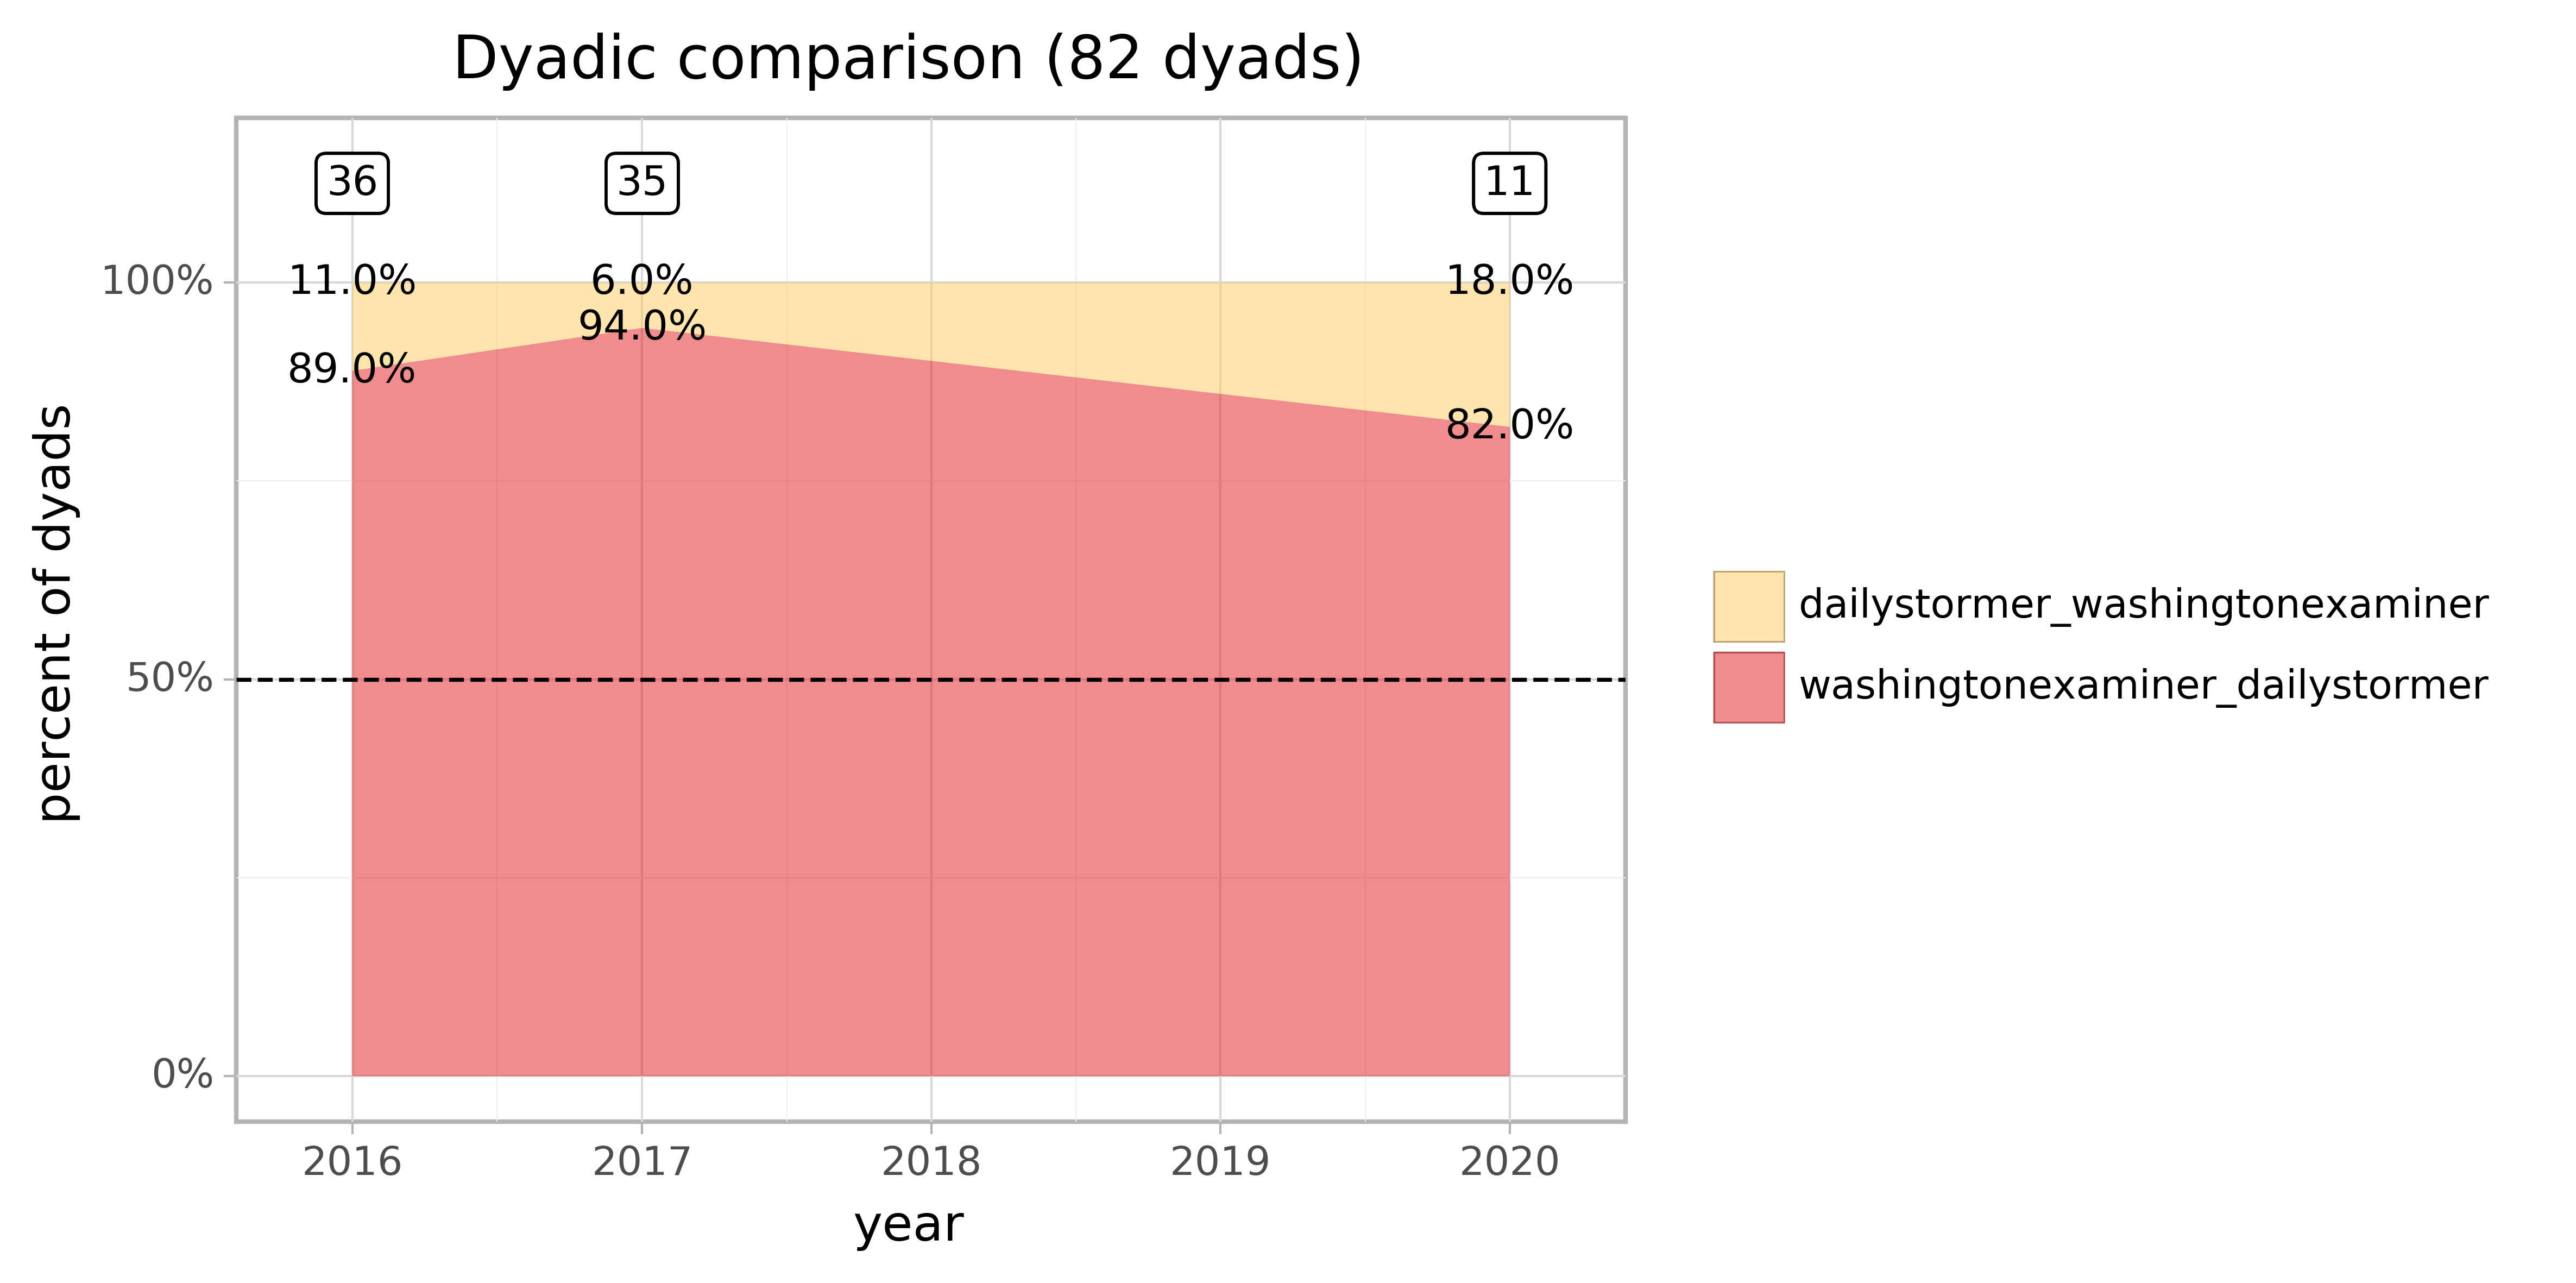 Dyadic comparison (82 dyads)
36 35 11
100% 11.0% 6.0% 18.0%
94.0%
89.0%
82.0%
percent of dyads
50%
0%
2016 2017 2018 2019 2020
year
dailystormer_washingtonexaminer
washingtonexaminer_dailystormer